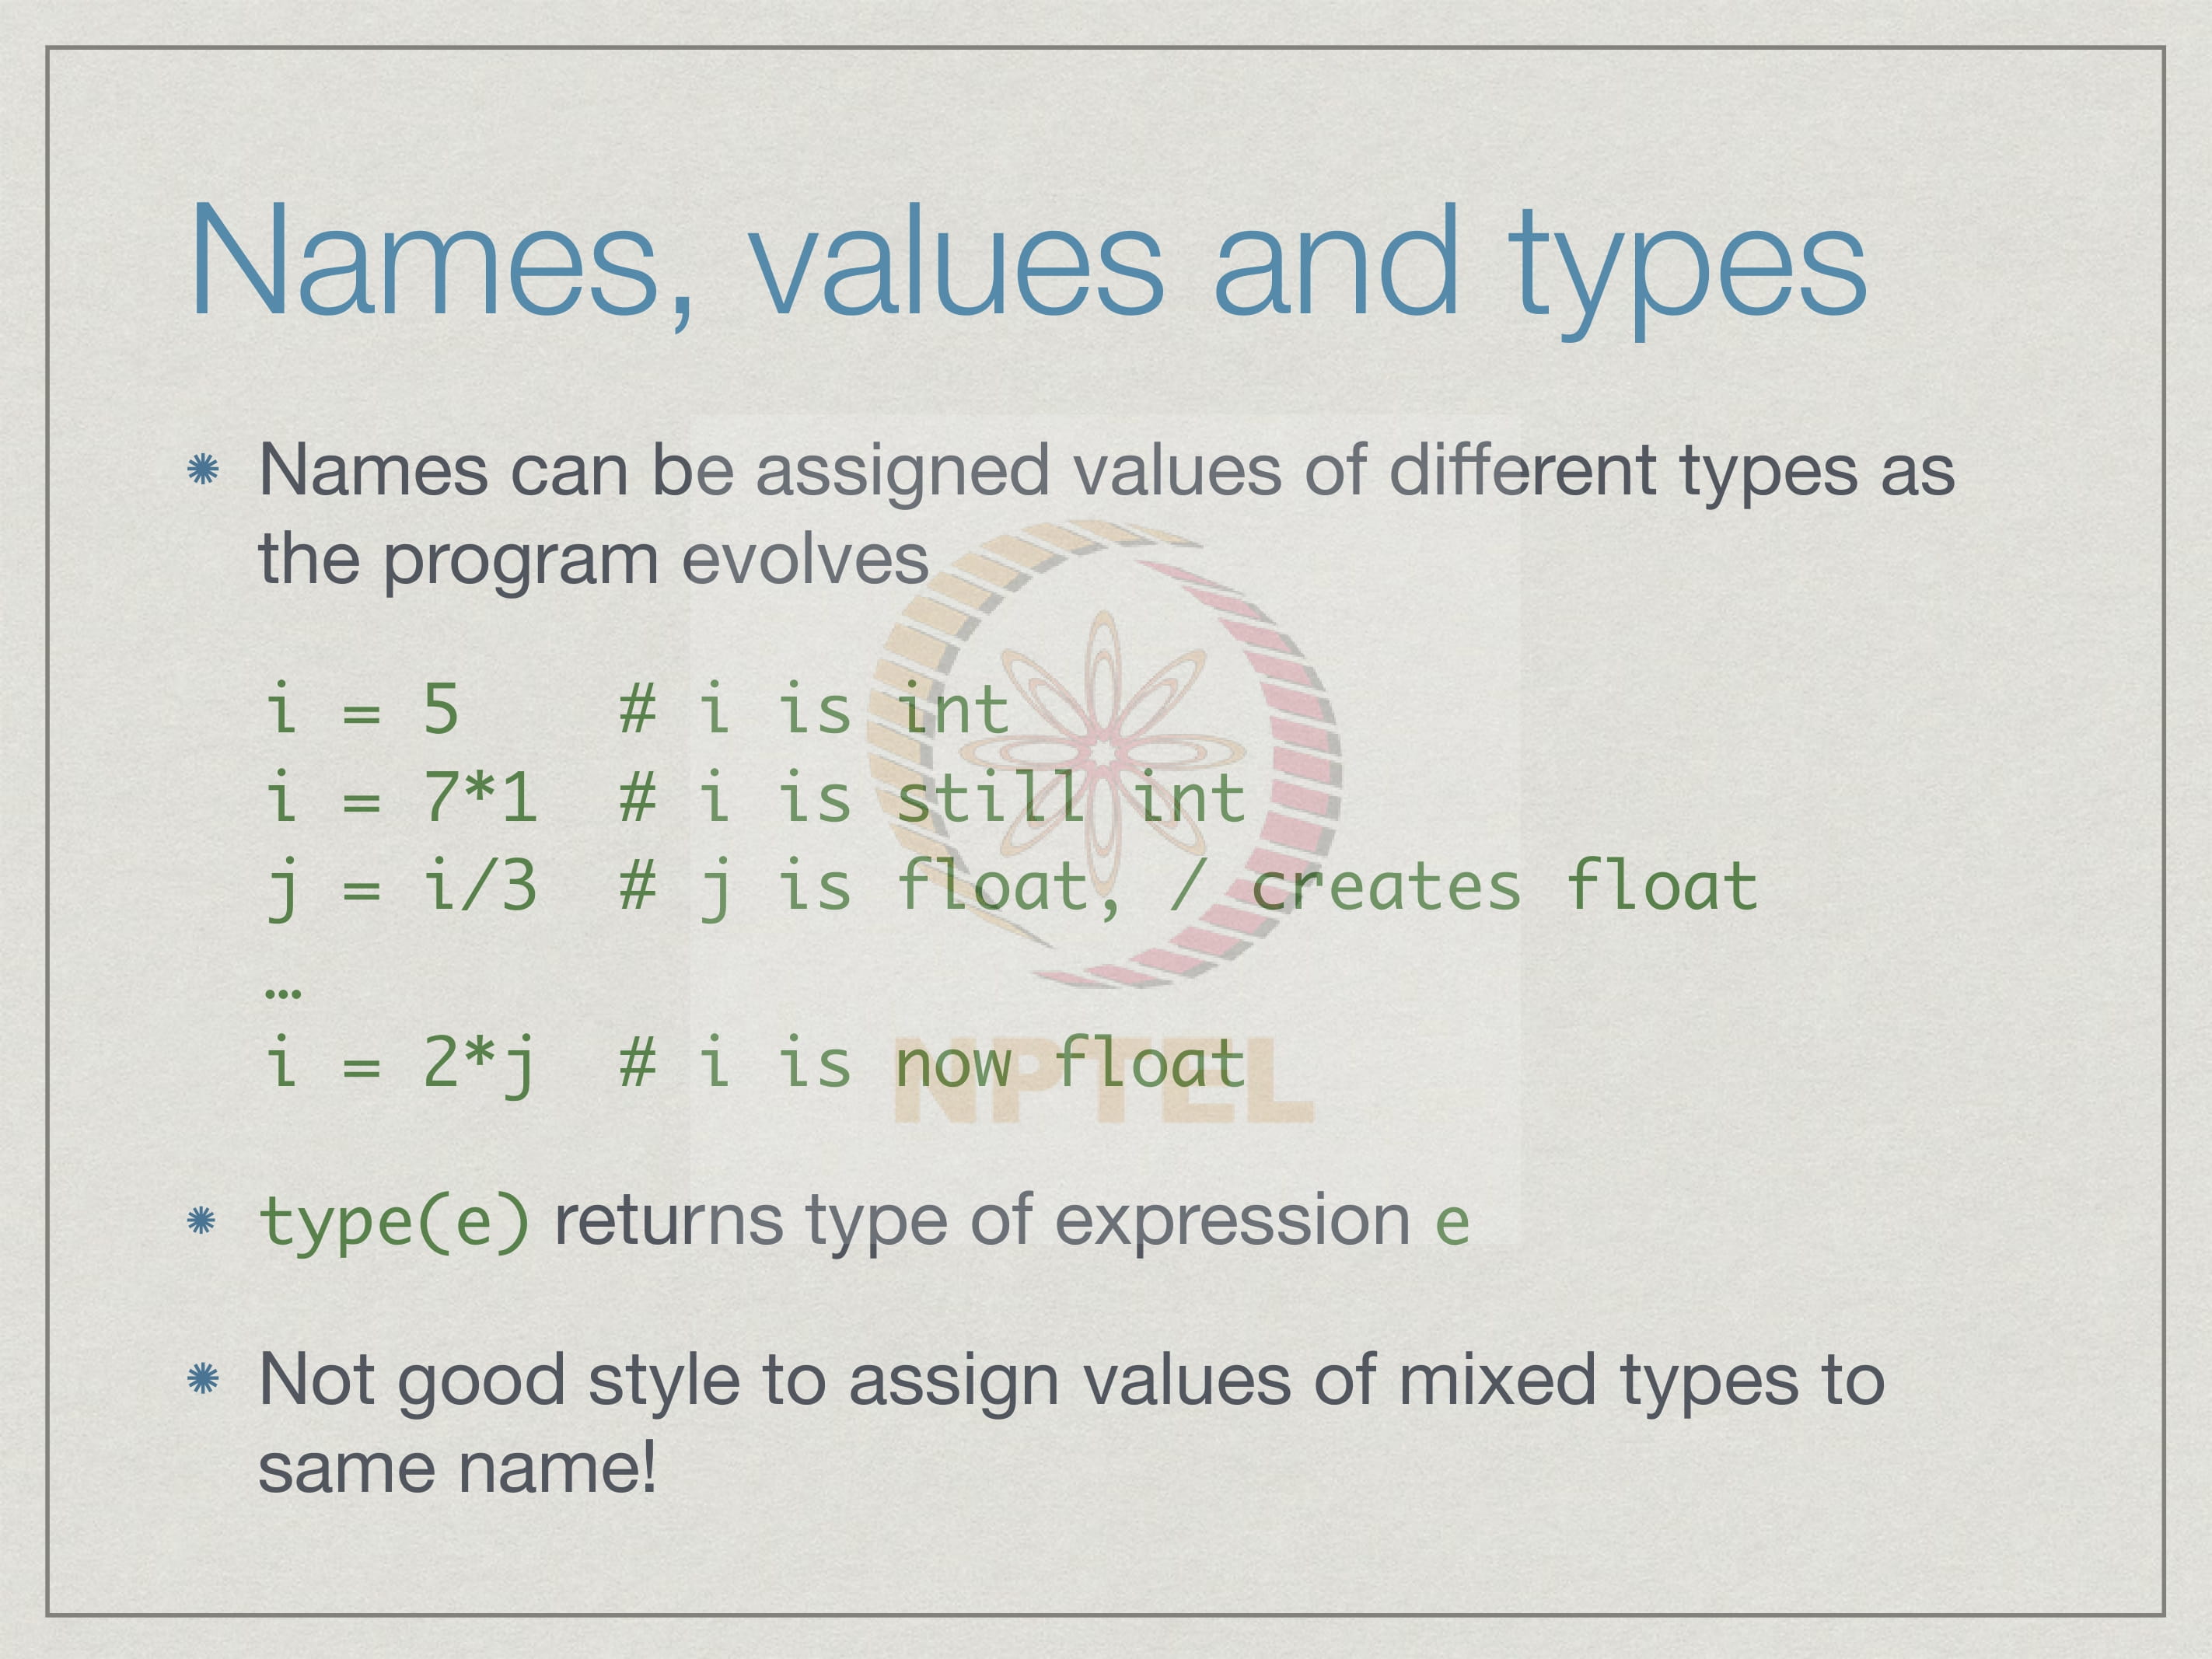 Names, values and types
Names can be assigned values of different types as
the program evolves
i = 5    # i is int
i = 7*1  # i is still int
j = i/3  # j is float, / creates float
…
i = 2*j  # i is now float
NPTEL
type(e) returns type of expression e
Not good style to assign values of mixed types to
same name!